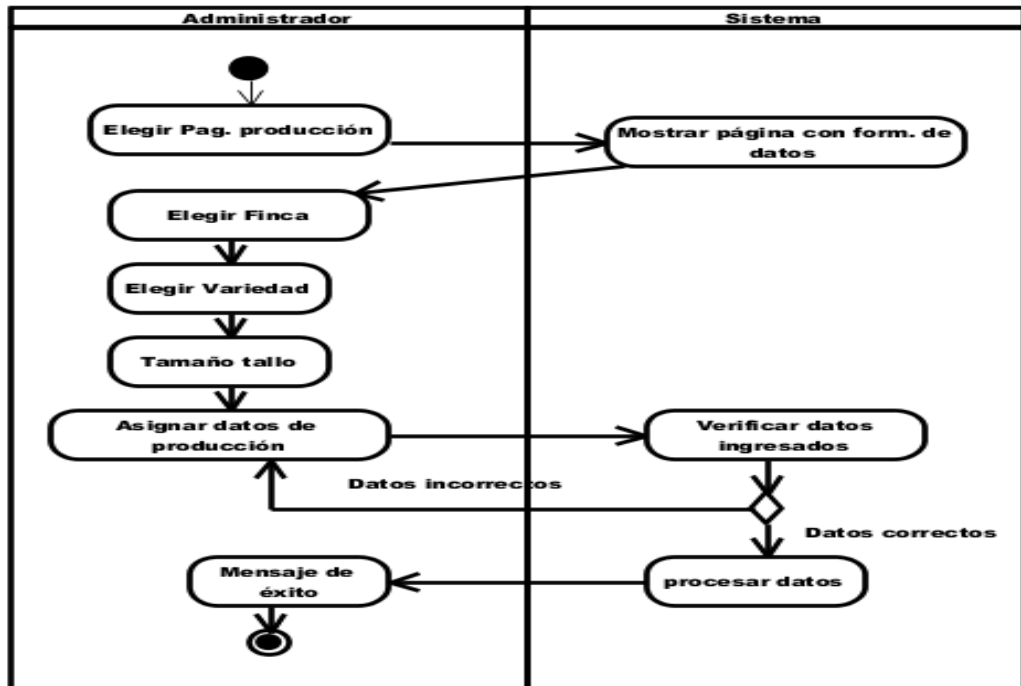 Administrador
Sistema
Elegir Pag. producción
Mostrar página con form. de
datos
Elegir Finca
Elegir Variedad
Tamaño tallo
Asignar datos de
producción
Verificar datos
ingresados
Datos incorrectos
Datos correctos
Mensaje de
éxito
procesar datos